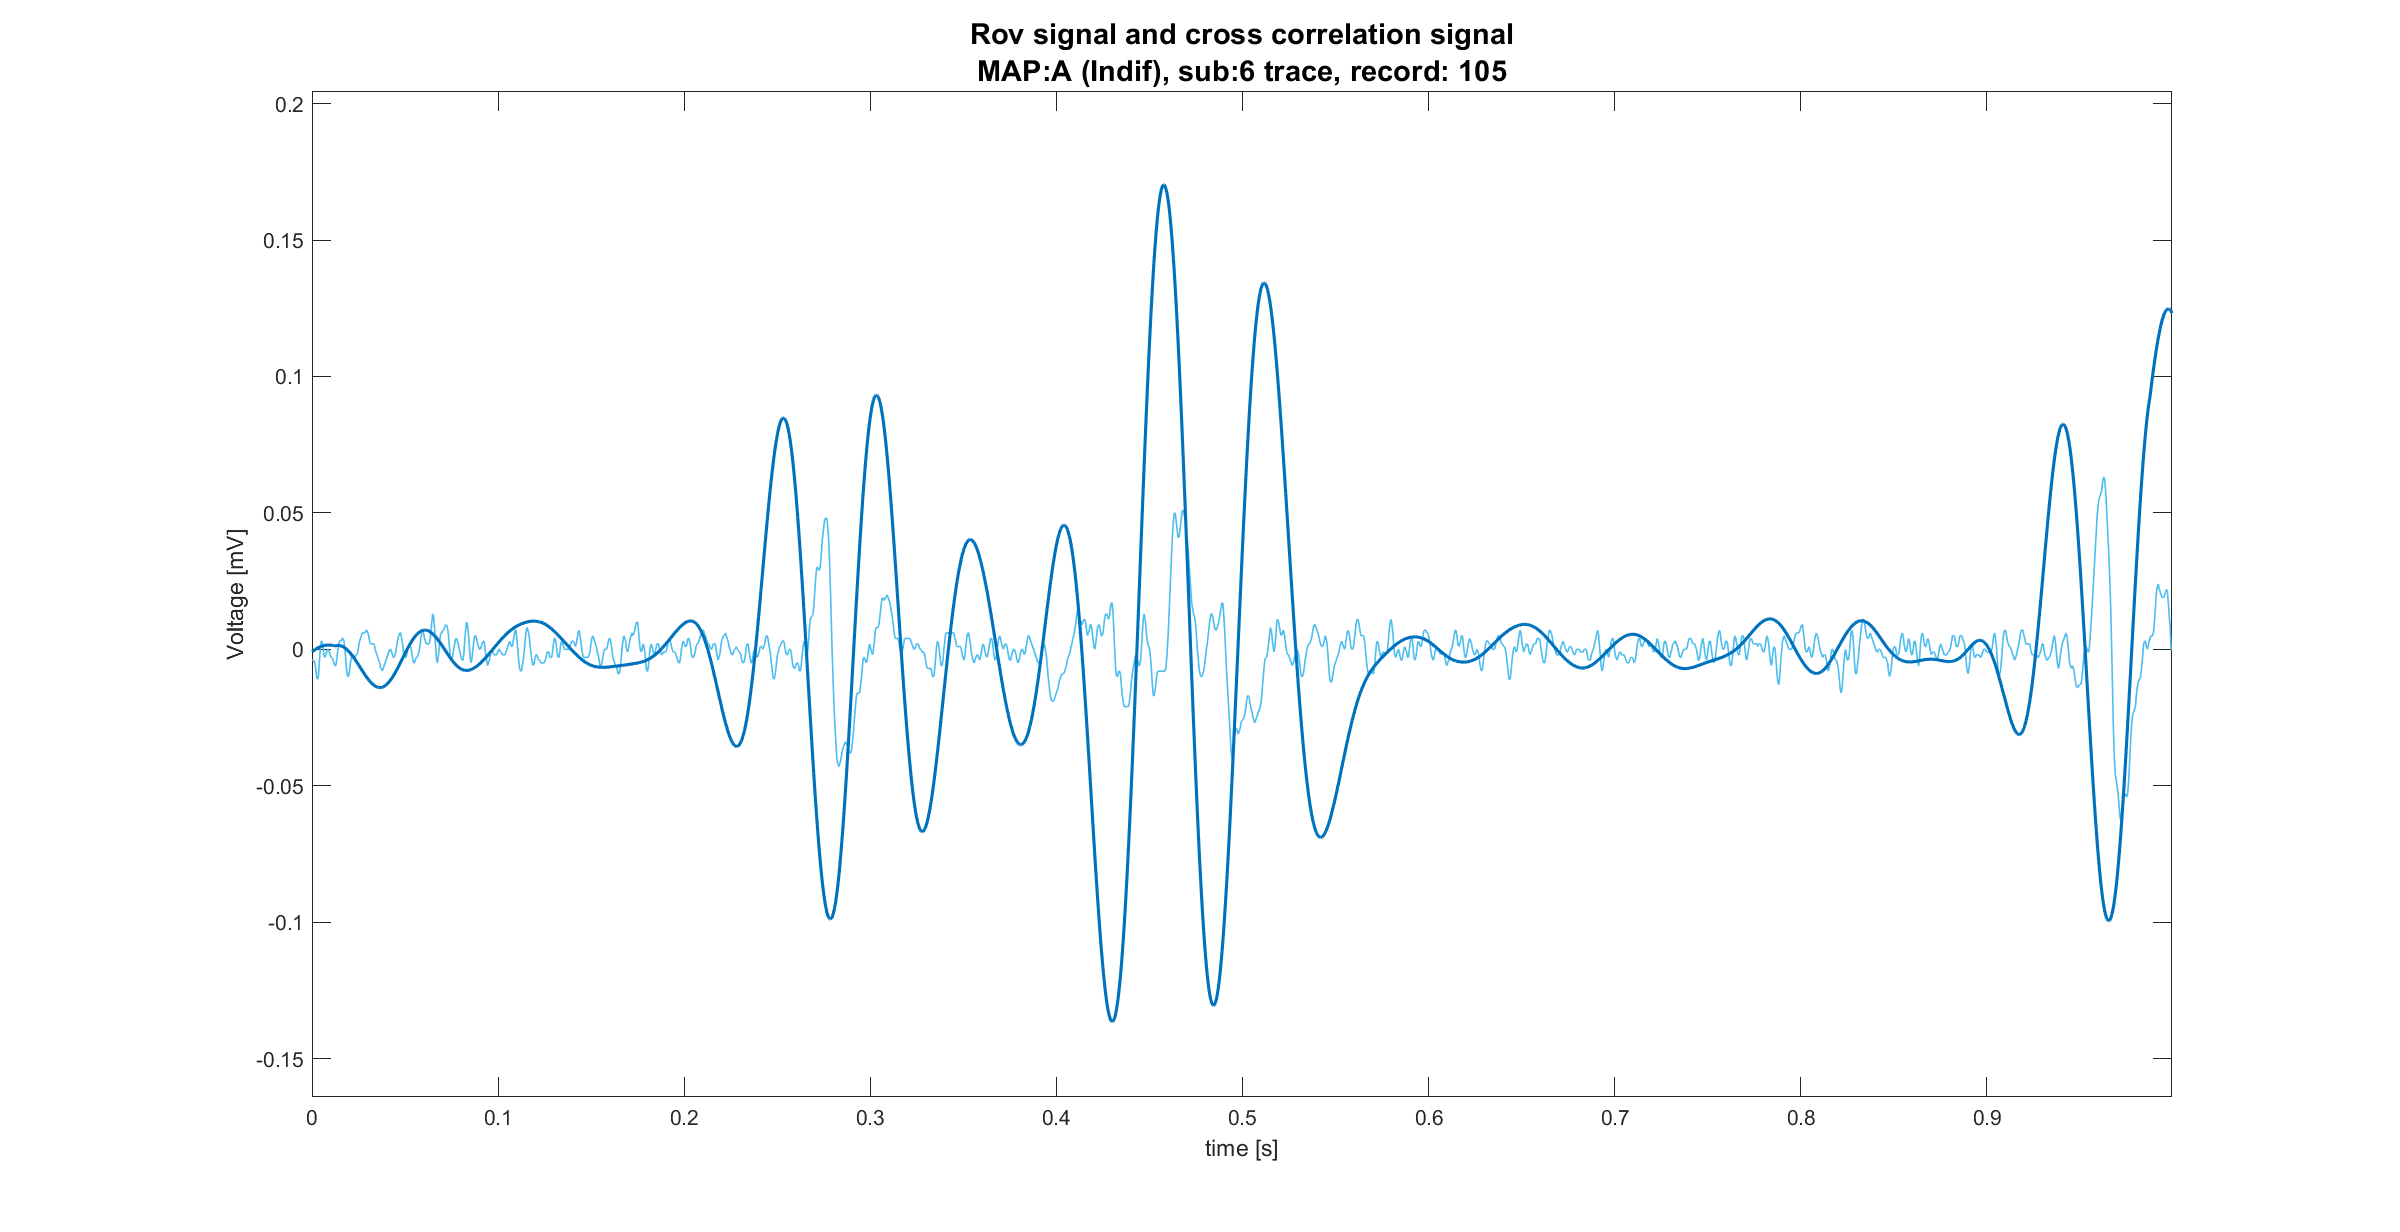 Rov signal and cross correlation signal
MAP:A (Indif), sub:6 trace, record: 105
0.2
0.15
0.1
0.05
0
-0.05
-0.1
-0.15
Voltage [mV]
0 0.1 0.2 0.3 0.4 0.5 0.6 0.7 0.8 0.9
time [s]